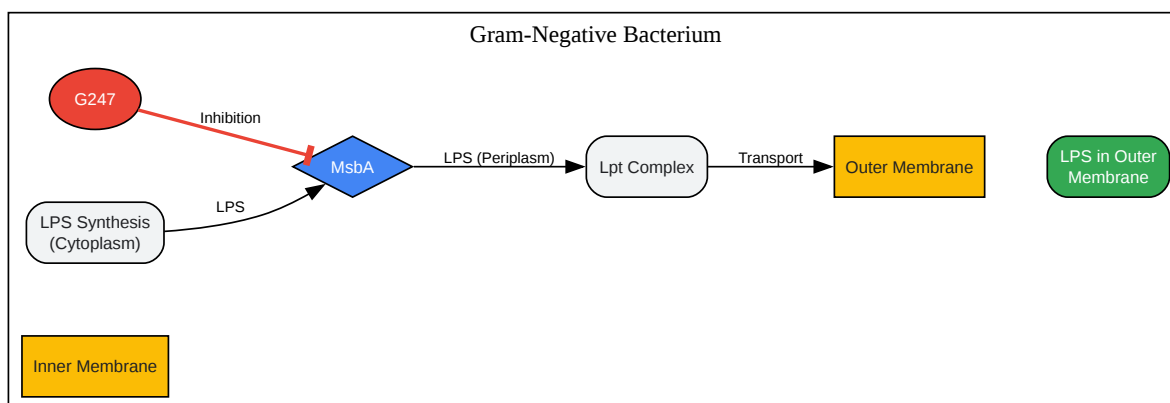 Gram-Negative Bacterium
G247
Inhibition
MsbA
LPS (Periplasm)
Lpt Complex
Transport
Outer Membrane
LPS in Outer
Membrane
LPS
LPS Synthesis
(Cytoplasm)
Inner Membrane